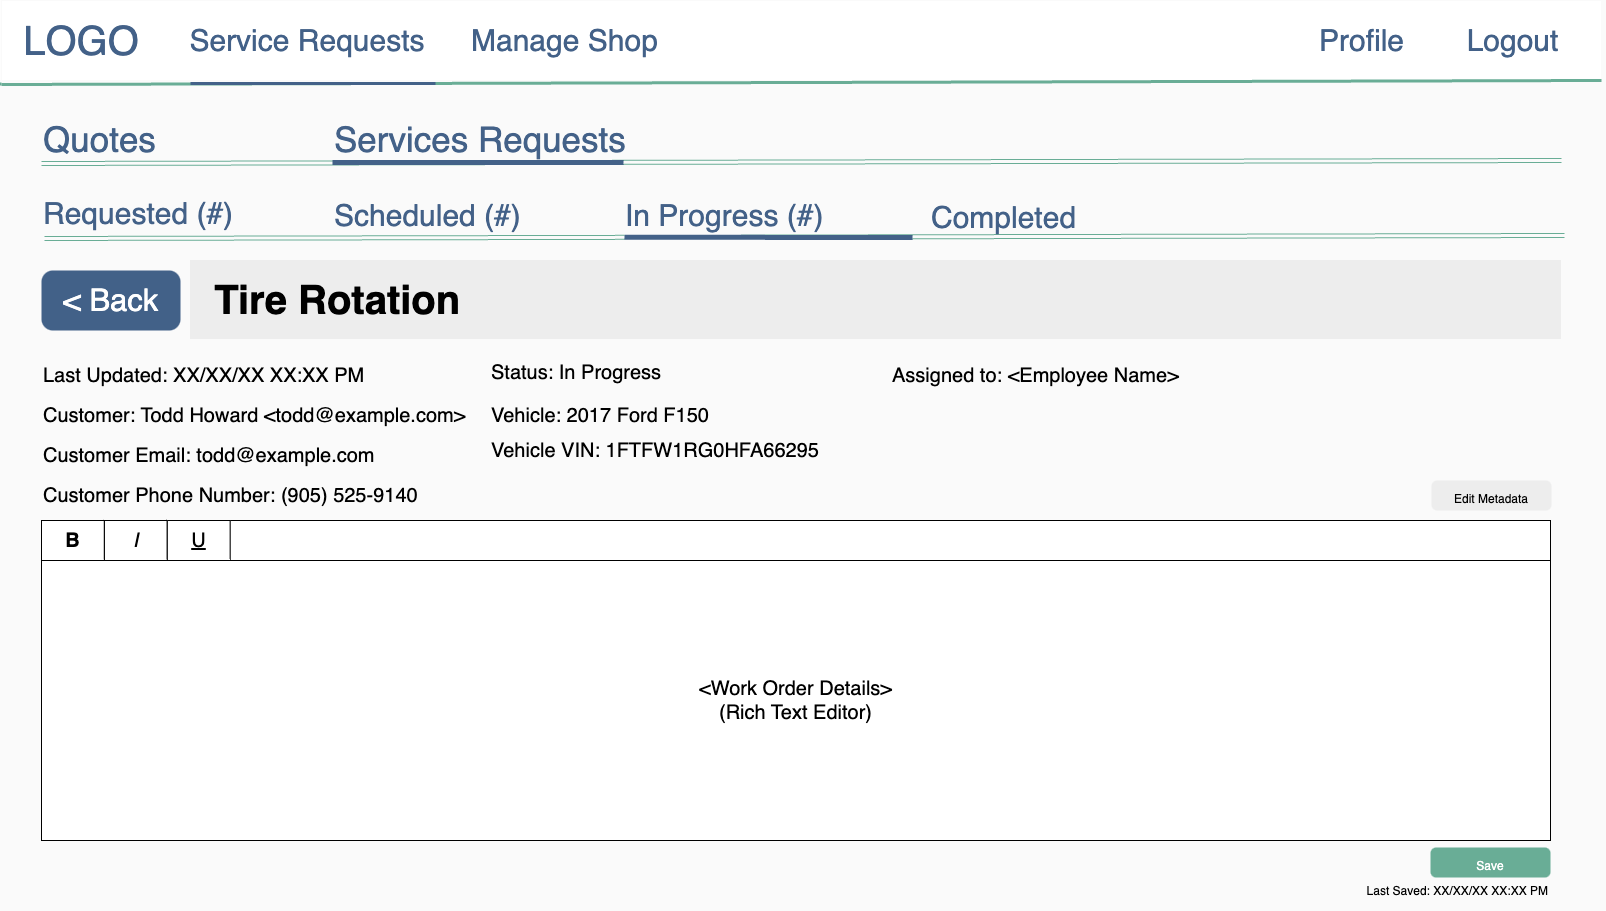 LOGO Service Requests Manage Shop Profile Logout
Quotes Services Requests
Requested (#) Scheduled (#) In Progress (#) Completed
< Back Tire Rotation
Last Updated: XX/XX/XX XX:XX PM Status: In Progress Assigned to: <Employee Name>
Customer: Todd Howard <todd@example.com> Vehicle: 2017 Ford F150
Customer Email: todd@example.com Vehicle VIN: 1FTFW1RG0HFA66295
Customer Phone Number: (905) 525-9140 Edit Metadata
B I U
<Work Order Details>
(Rich Text Editor)
Save
Last Saved: XX/XX/XX XX:XX PM